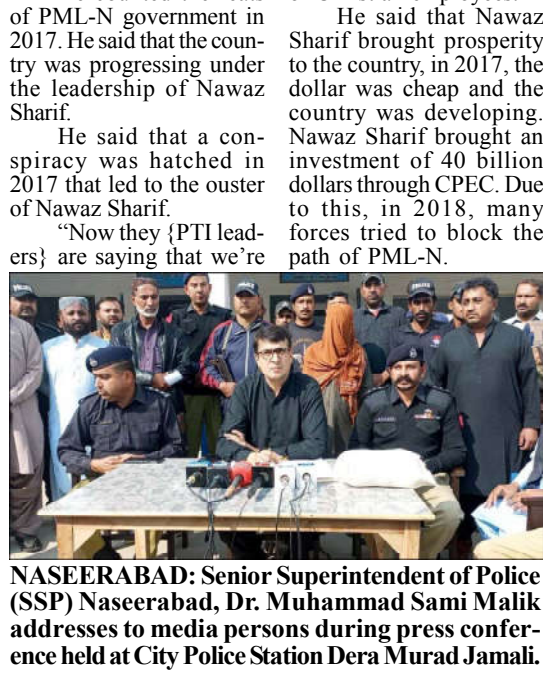 of PML-N government in
2017. He said that the coun-
try was progressing under
the leadership of Nawaz
Sharif.
He said that a con-
spiracy was hatched in
2017 that led to the ouster
of Nawaz Sharif.
"Now they {PTI lead-
ers} are saying that we're
He said that Nawaz
Sharif brought prosperity
to the country, in 2017, the
dollar was cheap and the
country was developing.
Nawaz Sharif brought an
investment of 40 billion
dollars through CPEC. Due
to this, in 2018, many
forces tried to block the
path of PML-N.
POLICE
NASEERABAD: Senior Superintendent of Police
(SSP) Naseerabad, Dr. Muhammad Sami Malik
addresses to media persons during press confer-
ence held at City Police Station Dera Murad Jamali.